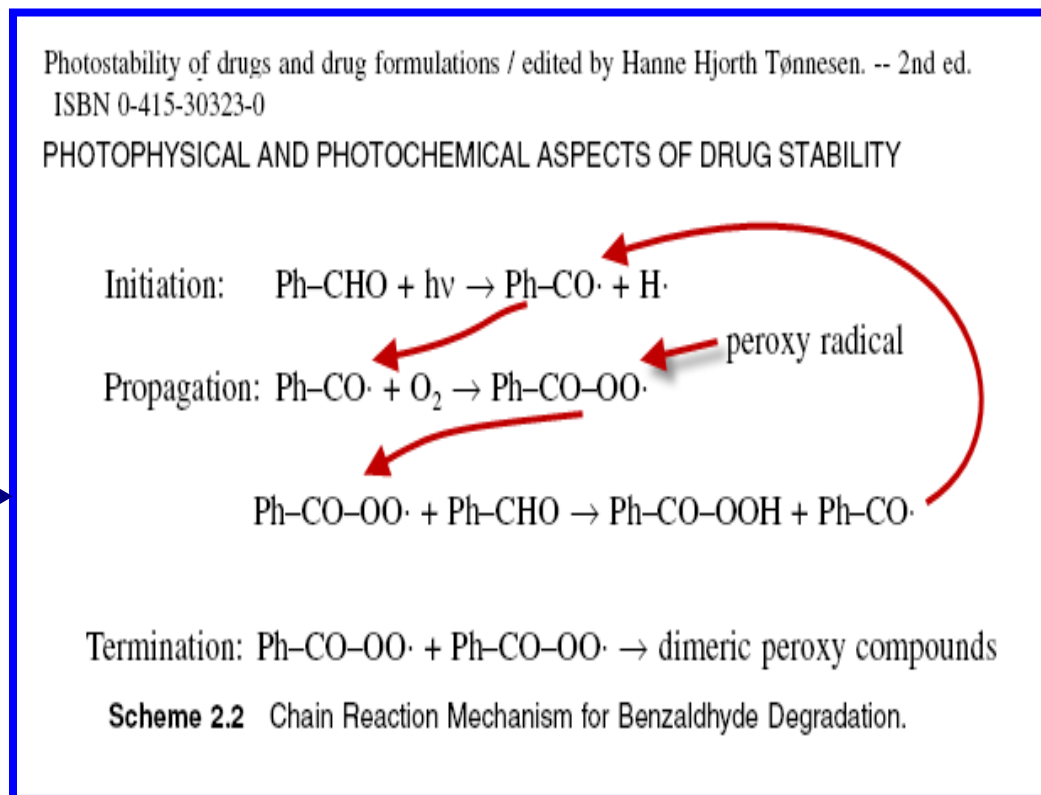 Photostability of drugs and drug formulations / edited by Hanne Hjorth Tønnesen. -- 2nd ed.
ISBN 0-415-30323-0
PHOTOPHYSICAL AND PHOTOCHEMICAL ASPECTS OF DRUG STABILITY
Initiation: Ph–CHO + hν → Ph–CO· + H·
peroxy radical
Propagation: Ph–CO· + O₂ → Ph–CO–OO·
Ph–CO–OO· + Ph–CHO → Ph–CO–OOH + Ph–CO·
Termination: Ph–CO–OO· + Ph–CO–OO· → dimeric peroxy compounds
Scheme 2.2 Chain Reaction Mechanism for Benzaldhyde Degradation.